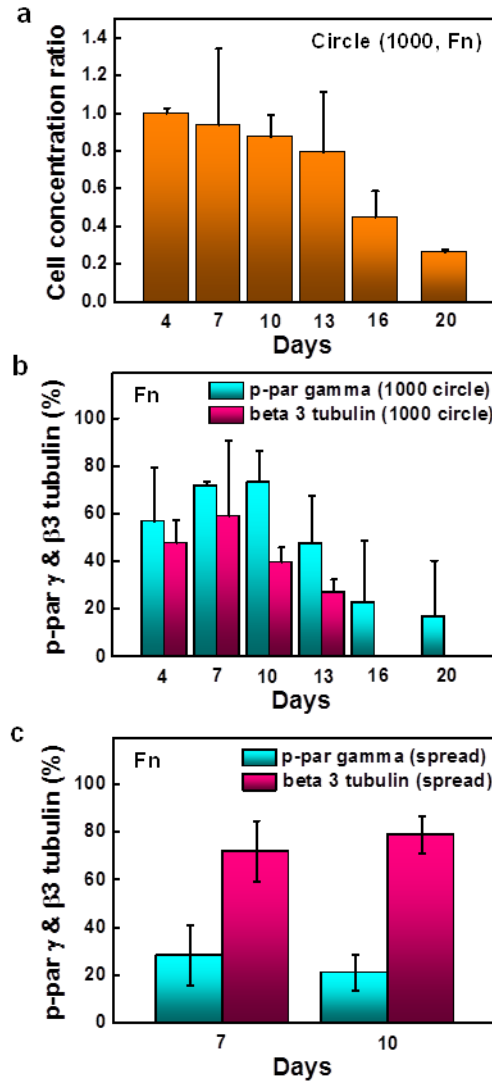 a
Circle (1000, Fn)
Cell concentration ratio
1.4
1.2
1.0
0.8
0.6
0.4
0.2
0.0
4 7 10 13 16 20
Days
b
Fn
p-par gamma (1000 circle)
beta 3 tubulin (1000 circle)
p-par γ & β3 tubulin (%)
100
80
60
40
20
0
4 7 10 13 16 20
Days
c
Fn
p-par gamma (spread)
beta 3 tubulin (spread)
p-par γ & β3 tubulin (%)
100
80
60
40
20
0
7 10
Days